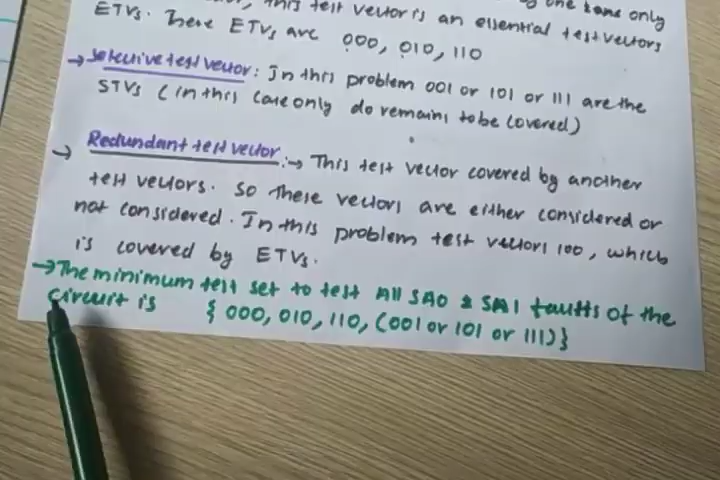 this test vector is an essential test vectors
ETVs. There ETVs are 000, 010, 110
→ Selective test vector: In this problem 001 or 101 or 111 are the
STVs (in this case only d0 remains to be covered)
→ Redundant test vector :→ This test vector covered by another
test vectors. So these vectors are either considered or
not considered. In this problem test vectors 100, which
is covered by ETVs.
→ The minimum test set to test All SA0 & SA1 faults of the
circuit is { 000, 010, 110, (001 or 101 or 111)}